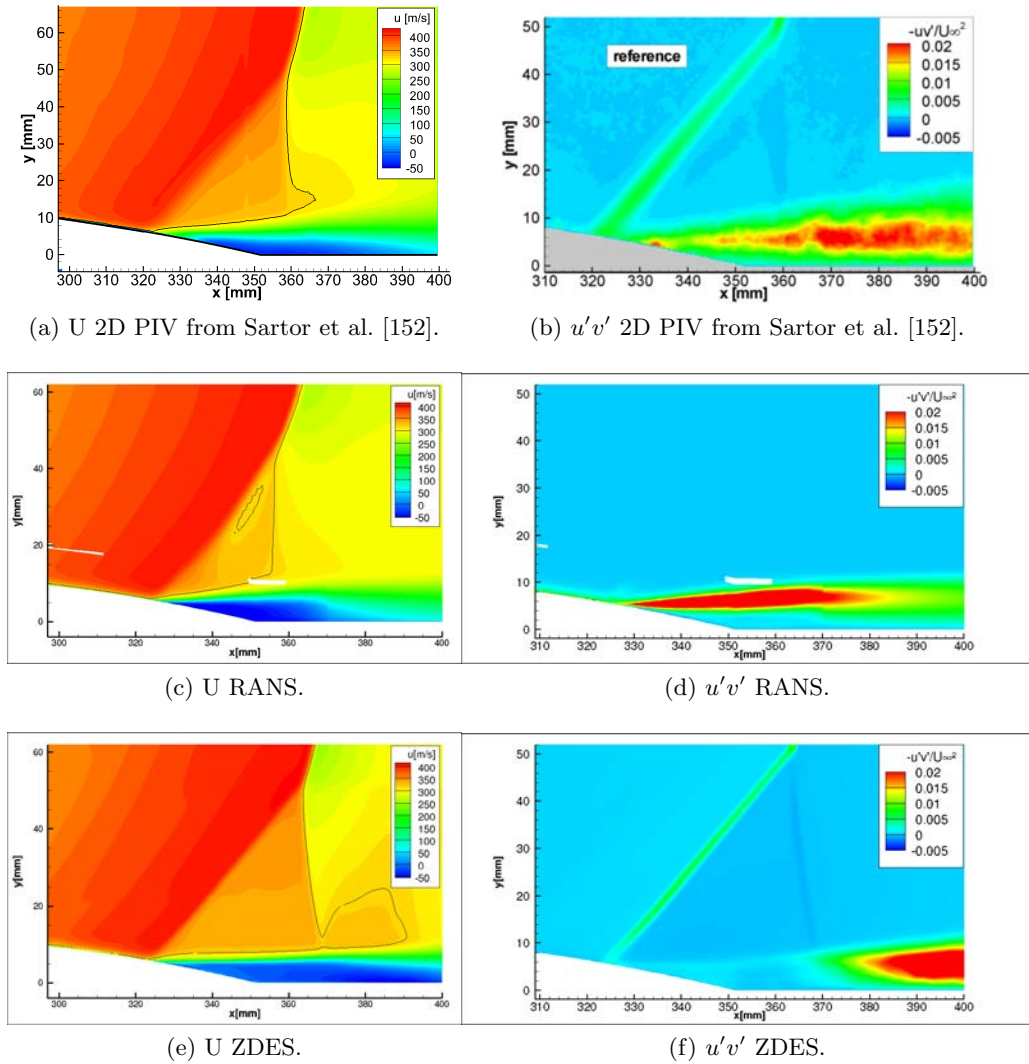 u [m/s]
400
350
300
250
200
150
100
50
0
-50
y [mm]
60
50
40
30
20
10
0
300 310 320 330 340 350 360 370 380 390 400
x [mm]
(a) U 2D PIV from Sartor et al. [152].
reference
-uv'/U∞²
0.02
0.015
0.01
0.005
0
-0.005
y [mm]
50
40
30
20
10
0
310 320 330 340 350 360 370 380 390 400
x [mm]
(b) u'v' 2D PIV from Sartor et al. [152].
u[m/s]
400
350
300
250
200
150
100
50
0
-50
y[mm]
60
40
20
0
300 320 340 360 380 400
x[mm]
(c) U RANS.
-u'v'/U∞²
0.02
0.015
0.01
0.005
0
-0.005
y[mm]
50
40
30
20
10
0
310 320 330 340 350 360 370 380 390 400
x[mm]
(d) u'v' RANS.
u[m/s]
400
350
300
250
200
150
100
50
0
-50
y[mm]
60
40
20
0
300 320 340 360 380 400
x[mm]
(e) U ZDES.
-u'v'/U∞²
0.02
0.015
0.01
0.005
0
-0.005
y[mm]
50
40
30
20
10
0
310 320 330 340 350 360 370 380 390 400
x[mm]
(f) u'v' ZDES.